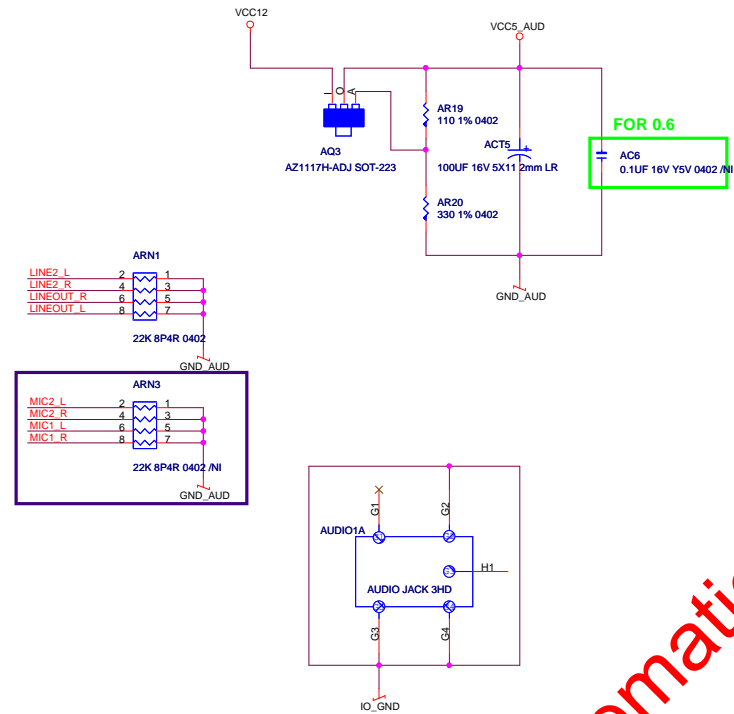 VCC12
VCC5_AUD
I O A
AR19
110 1% 0402
AQ3
AZ1117H-ADJ SOT-223
ACT5
100UF 16V 5X11 2mm LR
FOR 0.6
AC6
0.1UF 16V Y5V 0402 /NI
AR20
330 1% 0402
GND_AUD
ARN1
LINE2_L 2 1
LINE2_R 4 3
LINEOUT_R 6 5
LINEOUT_L 8 7
22K 8P4R 0402
GND_AUD
ARN3
MIC2_L 2 1
MIC2_R 4 3
MIC1_L 6 5
MIC1_R 8 7
22K 8P4R 0402 /NI
GND_AUD
G1 G2
AUDIO1A
H1
AUDIO JACK 3HD
G3 G4
IO_GND